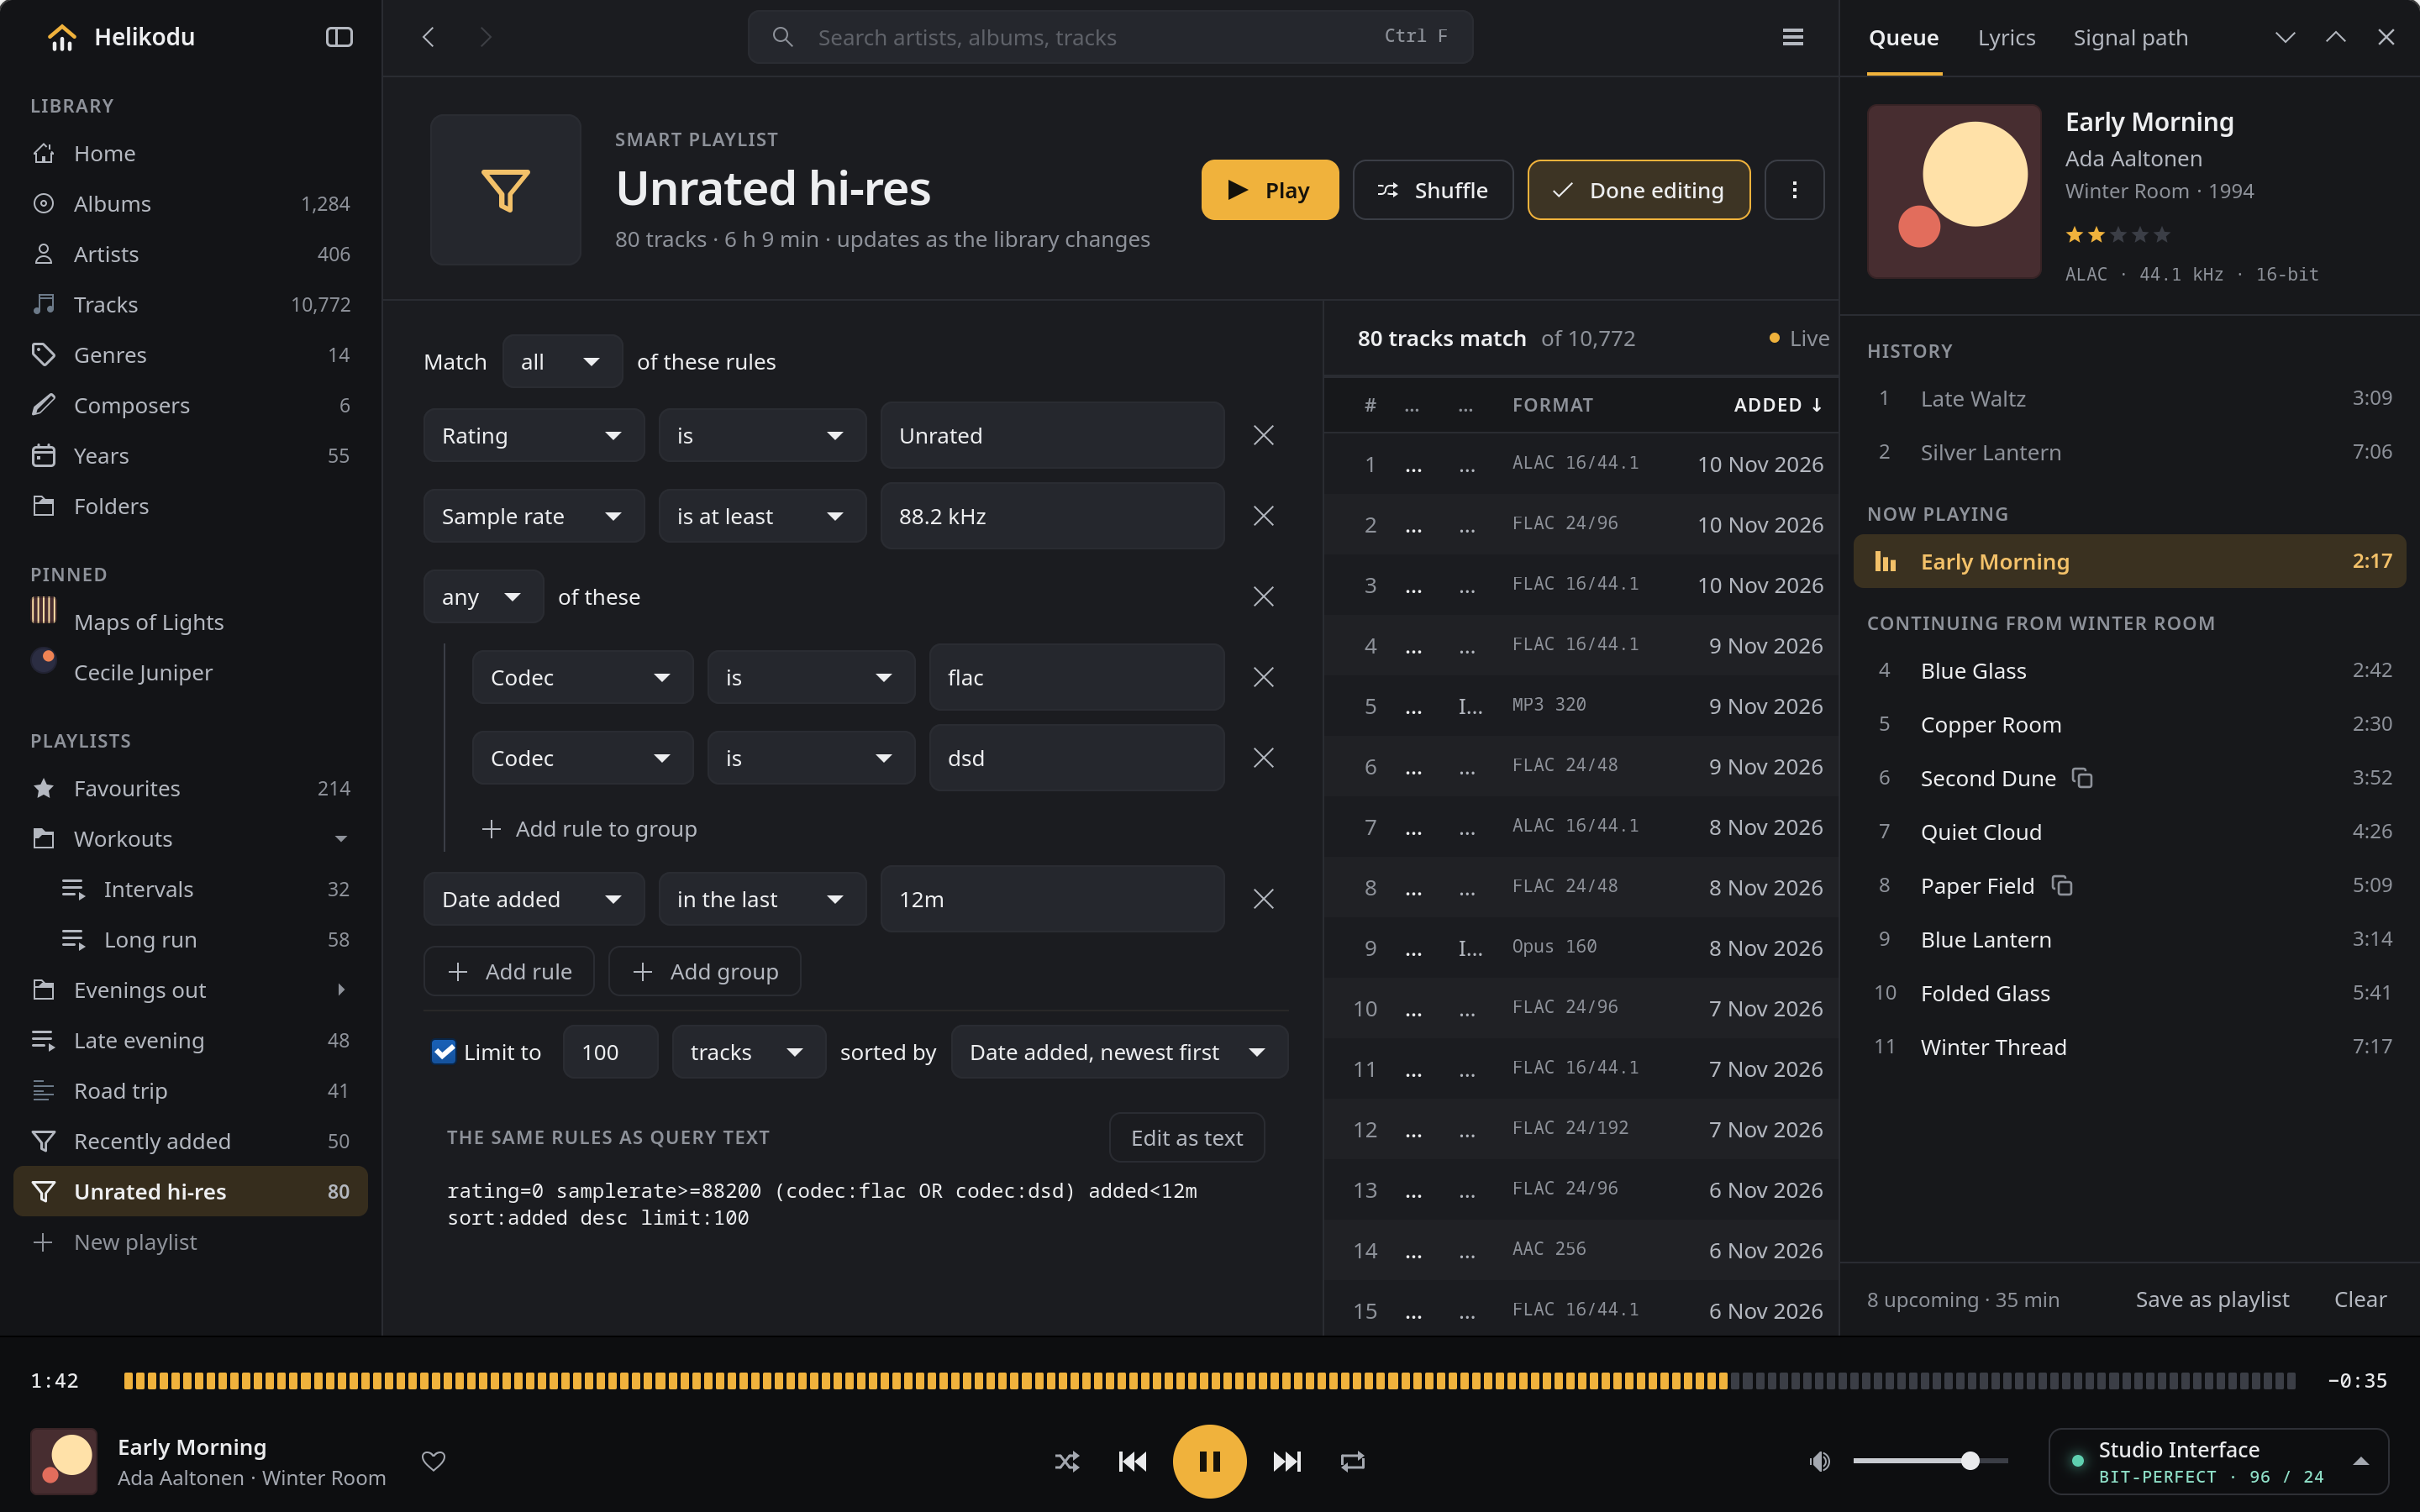 Helikodu
LIBRARY
Home
Albums 1,284
Artists 406
Tracks 10,772
Genres 14
Composers 6
Years 55
Folders
PINNED
Maps of Lights
Cecile Juniper
PLAYLISTS
Favourites 214
Workouts
Intervals 32
Long run 58
Evenings out
Late evening 48
Road trip 41
Recently added 50
Unrated hi-res 80
New playlist
Search artists, albums, tracks Ctrl F
SMART PLAYLIST
Unrated hi-res
80 tracks · 6 h 9 min · updates as the library changes
Play Shuffle Done editing
Match all of these rules
Rating is Unrated
Sample rate is at least 88.2 kHz
any of these
Codec is flac
Codec is dsd
Add rule to group
Date added in the last 12m
Add rule Add group
Limit to 100 tracks sorted by Date added, newest first
THE SAME RULES AS QUERY TEXT Edit as text
rating=0 samplerate>=88200 (codec:flac OR codec:dsd) added<12m
sort:added desc limit:100
80 tracks match of 10,772 Live
# ... ... FORMAT ADDED ↓
1 ... ... ALAC 16/44.1 10 Nov 2026
2 ... ... FLAC 24/96 10 Nov 2026
3 ... ... FLAC 16/44.1 10 Nov 2026
4 ... ... FLAC 16/44.1 9 Nov 2026
5 ... I... MP3 320 9 Nov 2026
6 ... ... FLAC 24/48 9 Nov 2026
7 ... ... ALAC 16/44.1 8 Nov 2026
8 ... ... FLAC 24/48 8 Nov 2026
9 ... I... Opus 160 8 Nov 2026
10 ... ... FLAC 24/96 7 Nov 2026
11 ... ... FLAC 16/44.1 7 Nov 2026
12 ... ... FLAC 24/192 7 Nov 2026
13 ... ... FLAC 24/96 6 Nov 2026
14 ... ... AAC 256 6 Nov 2026
15 ... ... FLAC 16/44.1 6 Nov 2026
Queue Lyrics Signal path
Early Morning
Ada Aaltonen
Winter Room · 1994
ALAC · 44.1 kHz · 16-bit
HISTORY
1 Late Waltz 3:09
2 Silver Lantern 7:06
NOW PLAYING
Early Morning 2:17
CONTINUING FROM WINTER ROOM
4 Blue Glass 2:42
5 Copper Room 2:30
6 Second Dune 3:52
7 Quiet Cloud 4:26
8 Paper Field 5:09
9 Blue Lantern 3:14
10 Folded Glass 5:41
11 Winter Thread 7:17
8 upcoming · 35 min Save as playlist Clear
1:42 −0:35
Early Morning
Ada Aaltonen · Winter Room
Studio Interface
BIT-PERFECT · 96 / 24